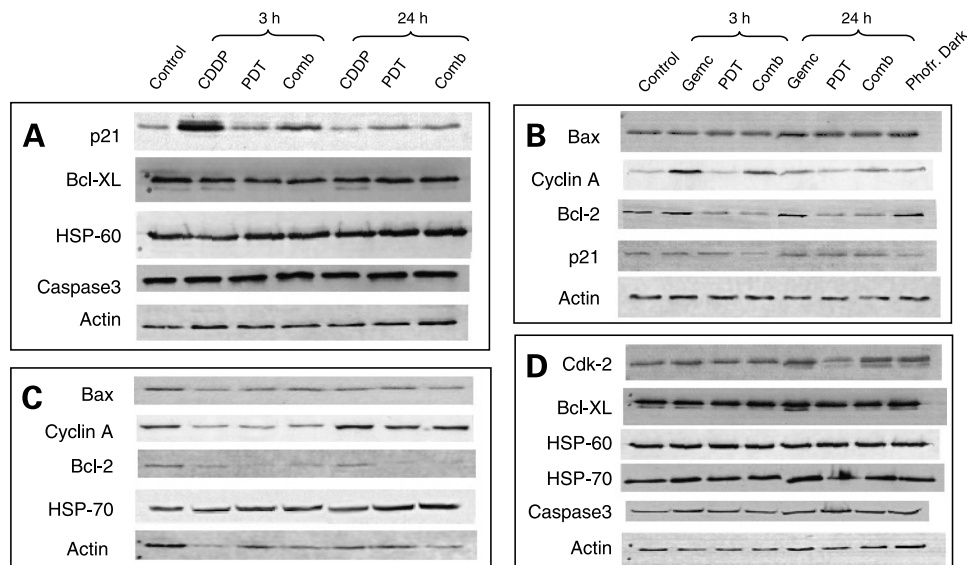 3 h 24 h
Control CDDP PDT Comb CDDP PDT Comb
A
p21
Bcl-XL
HSP-60
Caspase3
Actin
C
Bax
Cyclin A
Bcl-2
HSP-70
Actin
3 h 24 h
Control Gemc PDT Comb Gemc PDT Comb Phofr. Dark
B
Bax
Cyclin A
Bcl-2
p21
Actin
D
Cdk-2
Bcl-XL
HSP-60
HSP-70
Caspase3
Actin